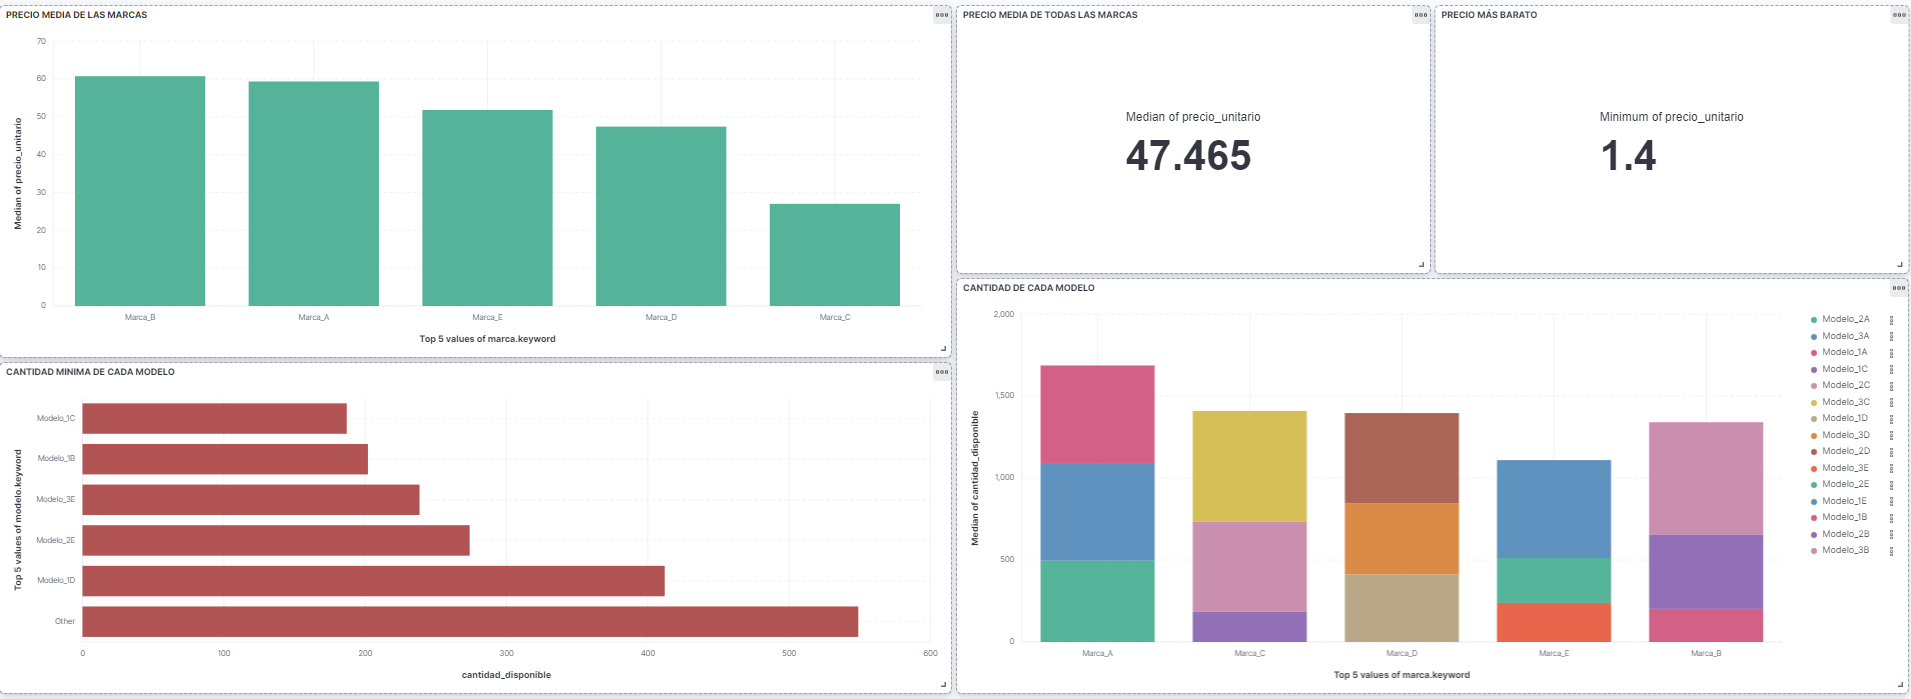 PRECIO MEDIA DE LAS MARCAS
70
60
50
40
30
20
10
0
Median of precio_unitario
Marca_B
Marca_A
Marca_E
Marca_D
Marca_C
Top 5 values of marca.keyword
PRECIO MEDIA DE TODAS LAS MARCAS
Median of precio_unitario
47.465
PRECIO MÁS BARATO
Minimum of precio_unitario
1.4
CANTIDAD MINIMA DE CADA MODELO
Top 5 values of modelo.keyword
Modelo_1C
Modelo_1B
Modelo_3E
Modelo_2E
Modelo_1D
Other
0
100
200
300
400
500
600
cantidad_disponible
CANTIDAD DE CADA MODELO
2,000
1,500
1,000
500
0
Median of cantidad_disponible
Marca_A
Marca_C
Marca_D
Marca_E
Marca_B
Top 5 values of marca.keyword
Modelo_2A
Modelo_3A
Modelo_1A
Modelo_1C
Modelo_2C
Modelo_3C
Modelo_1D
Modelo_3D
Modelo_2D
Modelo_3E
Modelo_2E
Modelo_1E
Modelo_1B
Modelo_2B
Modelo_3B